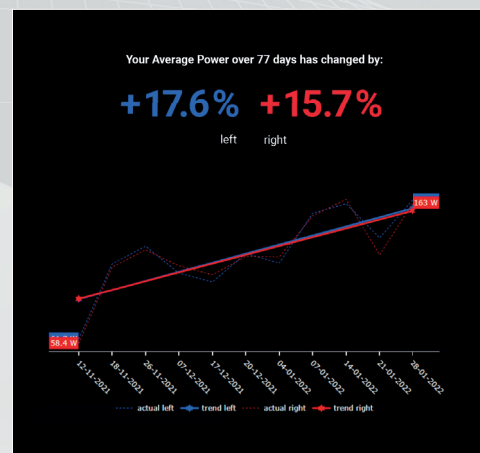 Your Average Power over 77 days has changed by:
+17.6% +15.7%
left right
163 W
58.4 W
12-11-2021
18-11-2021
26-11-2021
07-12-2021
17-12-2021
20-12-2021
04-01-2022
07-01-2022
14-01-2022
21-01-2022
28-01-2022
actual left trend left actual right trend right